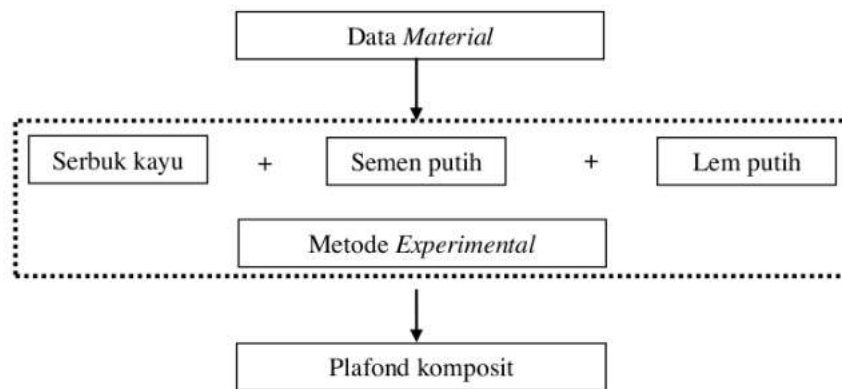 Data Material
Serbuk kayu + Semen putih + Lem putih
Metode Experimental
Plafond komposit